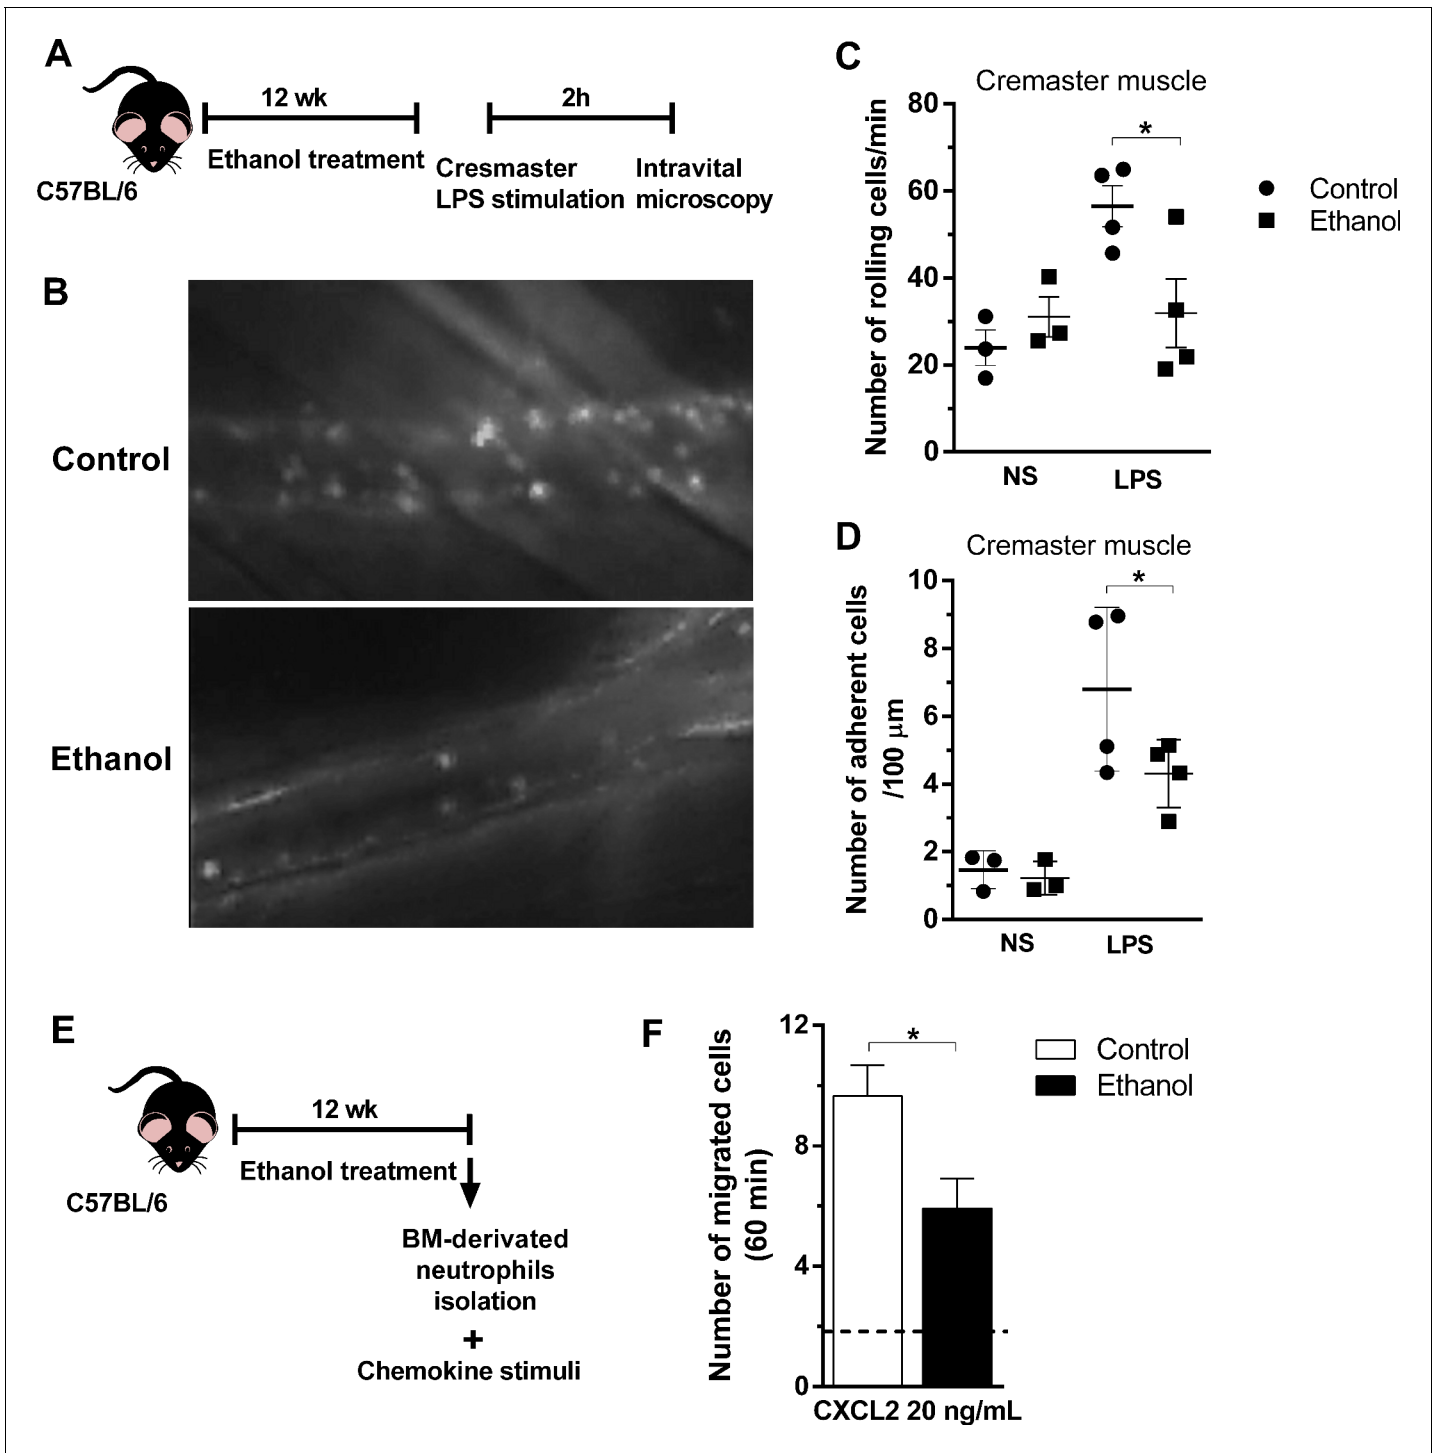 A
12 wk
2h
Ethanol treatment
C57BL/6
Cresmaster
LPS stimulation
Intravital
microscopy
B
Control
Ethanol
C
Cremaster muscle
Number of rolling cells/min
80
60
40
20
0
*
NS
LPS
Control
Ethanol
D
Cremaster muscle
Number of adherent cells
/100 μm
10
8
6
4
2
0
*
NS
LPS
E
12 wk
Ethanol treatment
C57BL/6
BM-derivated
neutrophils
isolation
+
Chemokine stimuli
F
Number of migrated cells
(60 min)
12
8
4
0
*
CXCL2 20 ng/mL
Control
Ethanol